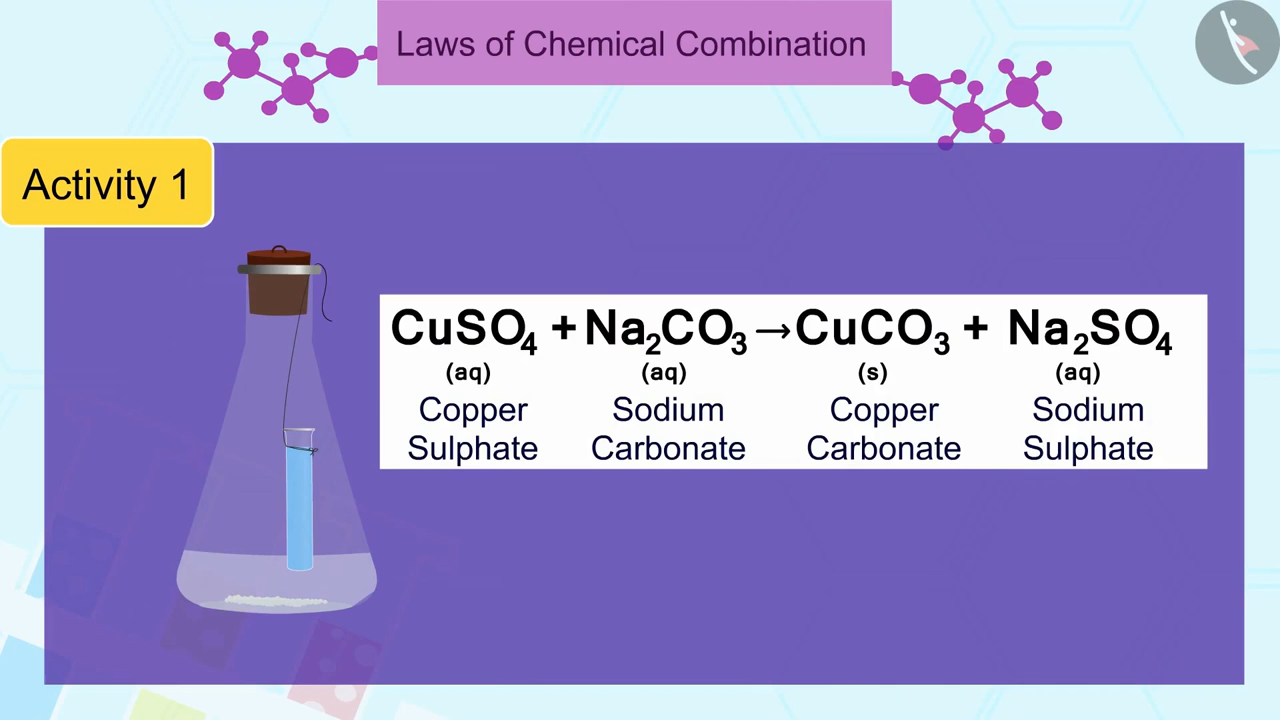 Laws of Chemical Combination
Activity 1
CuSO₄ + Na₂CO₃ → CuCO₃ + Na₂SO₄
(aq) (aq) (s) (aq)
Copper Sodium Copper Sodium
Sulphate Carbonate Carbonate Sulphate